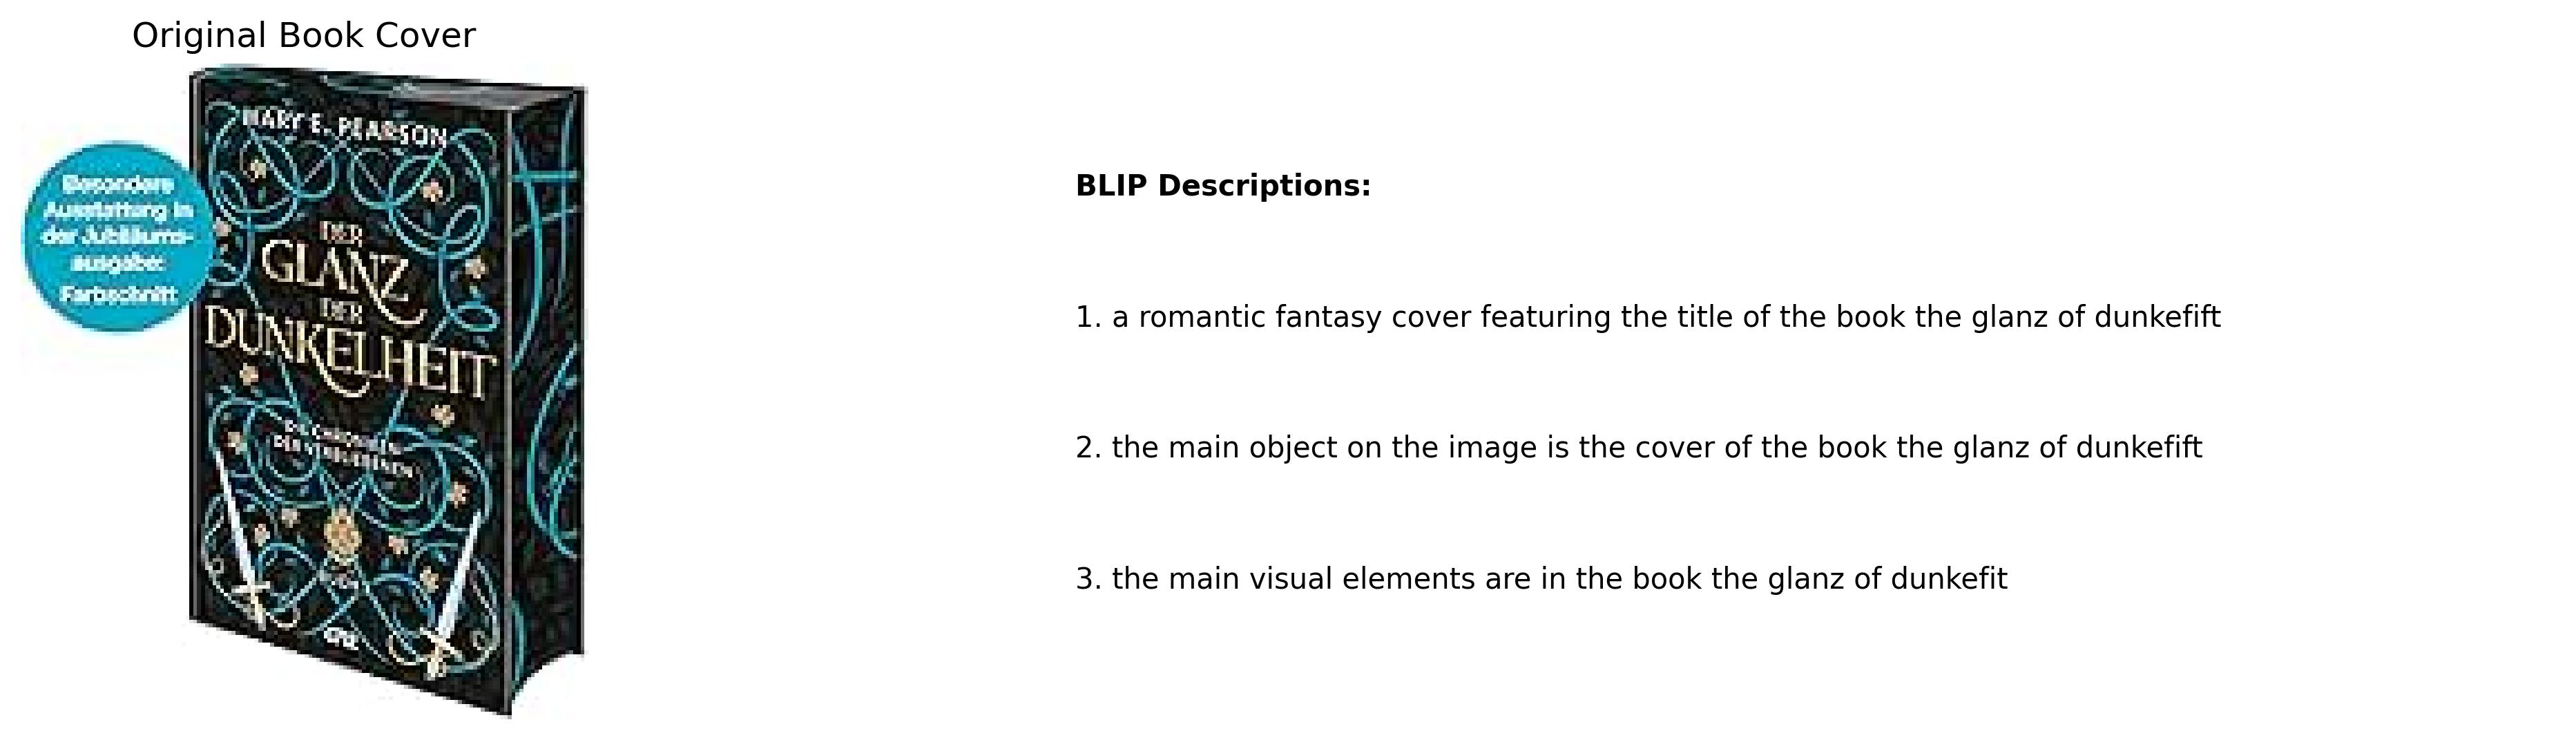 Original Book Cover
MARY E. PEARSON
Besondere
Ausstattung in
der Jubiläums-
ausgabe:
Farbschnitt
DER
GLANZ
DER
DUNKELHEIT
DIE CHRONIKEN
DER VERBLIEBENEN
BLIP Descriptions:
1. a romantic fantasy cover featuring the title of the book the glanz of dunkefift
2. the main object on the image is the cover of the book the glanz of dunkefift
3. the main visual elements are in the book the glanz of dunkefit